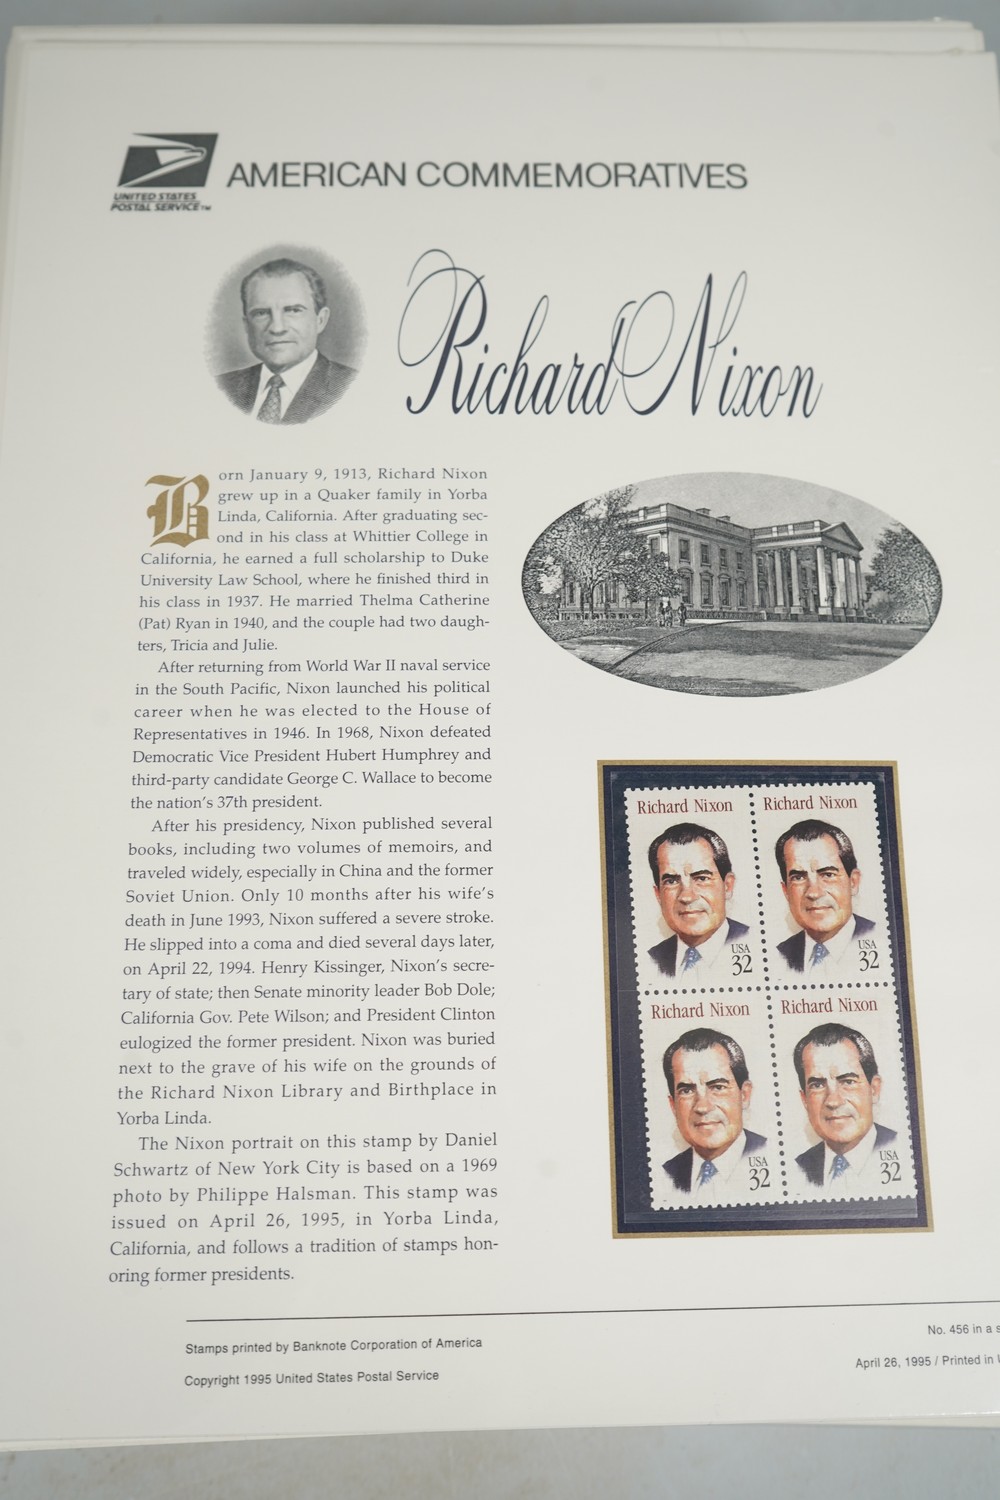 UNITED STATES
POSTAL SERVICE™
AMERICAN COMMEMORATIVES
Richard Nixon
Born January 9, 1913, Richard Nixon
grew up in a Quaker family in Yorba
Linda, California. After graduating sec-
ond in his class at Whittier College in
California, he earned a full scholarship to Duke
University Law School, where he finished third in
his class in 1937. He married Thelma Catherine
(Pat) Ryan in 1940, and the couple had two daugh-
ters, Tricia and Julie.
After returning from World War II naval service
in the South Pacific, Nixon launched his political
career when he was elected to the House of
Representatives in 1946. In 1968, Nixon defeated
Democratic Vice President Hubert Humphrey and
third-party candidate George C. Wallace to become
the nation's 37th president.
After his presidency, Nixon published several
books, including two volumes of memoirs, and
traveled widely, especially in China and the former
Soviet Union. Only 10 months after his wife's
death in June 1993, Nixon suffered a severe stroke.
He slipped into a coma and died several days later,
on April 22, 1994. Henry Kissinger, Nixon's secre-
tary of state; then Senate minority leader Bob Dole;
California Gov. Pete Wilson; and President Clinton
eulogized the former president. Nixon was buried
next to the grave of his wife on the grounds of
the Richard Nixon Library and Birthplace in
Yorba Linda.
The Nixon portrait on this stamp by Daniel
Schwartz of New York City is based on a 1969
photo by Philippe Halsman. This stamp was
issued on April 26, 1995, in Yorba Linda,
California, and follows a tradition of stamps hon-
oring former presidents.
Richard Nixon
USA
32
Richard Nixon
USA
32
Richard Nixon
USA
32
Richard Nixon
USA
32
Stamps printed by Banknote Corporation of America
Copyright 1995 United States Postal Service
No. 456 in a s
April 26, 1995 / Printed in U